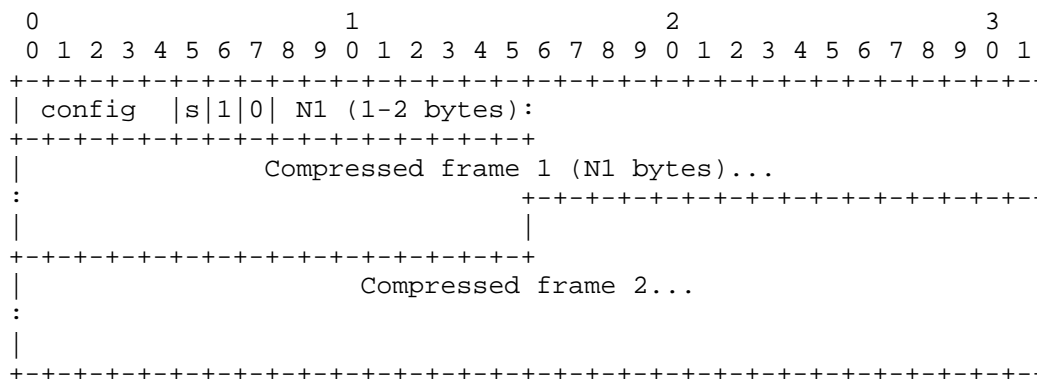 0                   1                   2                   3
 0 1 2 3 4 5 6 7 8 9 0 1 2 3 4 5 6 7 8 9 0 1 2 3 4 5 6 7 8 9 0 1
+-+-+-+-+-+-+-+-+-+-+-+-+-+-+-+-+-+-+-+-+-+-+-+-+-+-+-+-+-+-+-+-
| config  |s|1|0| N1 (1-2 bytes):
+-+-+-+-+-+-+-+-+-+-+-+-+-+-+-+-+
|               Compressed frame 1 (N1 bytes)...
:                               +-+-+-+-+-+-+-+-+-+-+-+-+-+-+-+-
|                               |
+-+-+-+-+-+-+-+-+-+-+-+-+-+-+-+-+
|                     Compressed frame 2...
:
|
+-+-+-+-+-+-+-+-+-+-+-+-+-+-+-+-+-+-+-+-+-+-+-+-+-+-+-+-+-+-+-+-